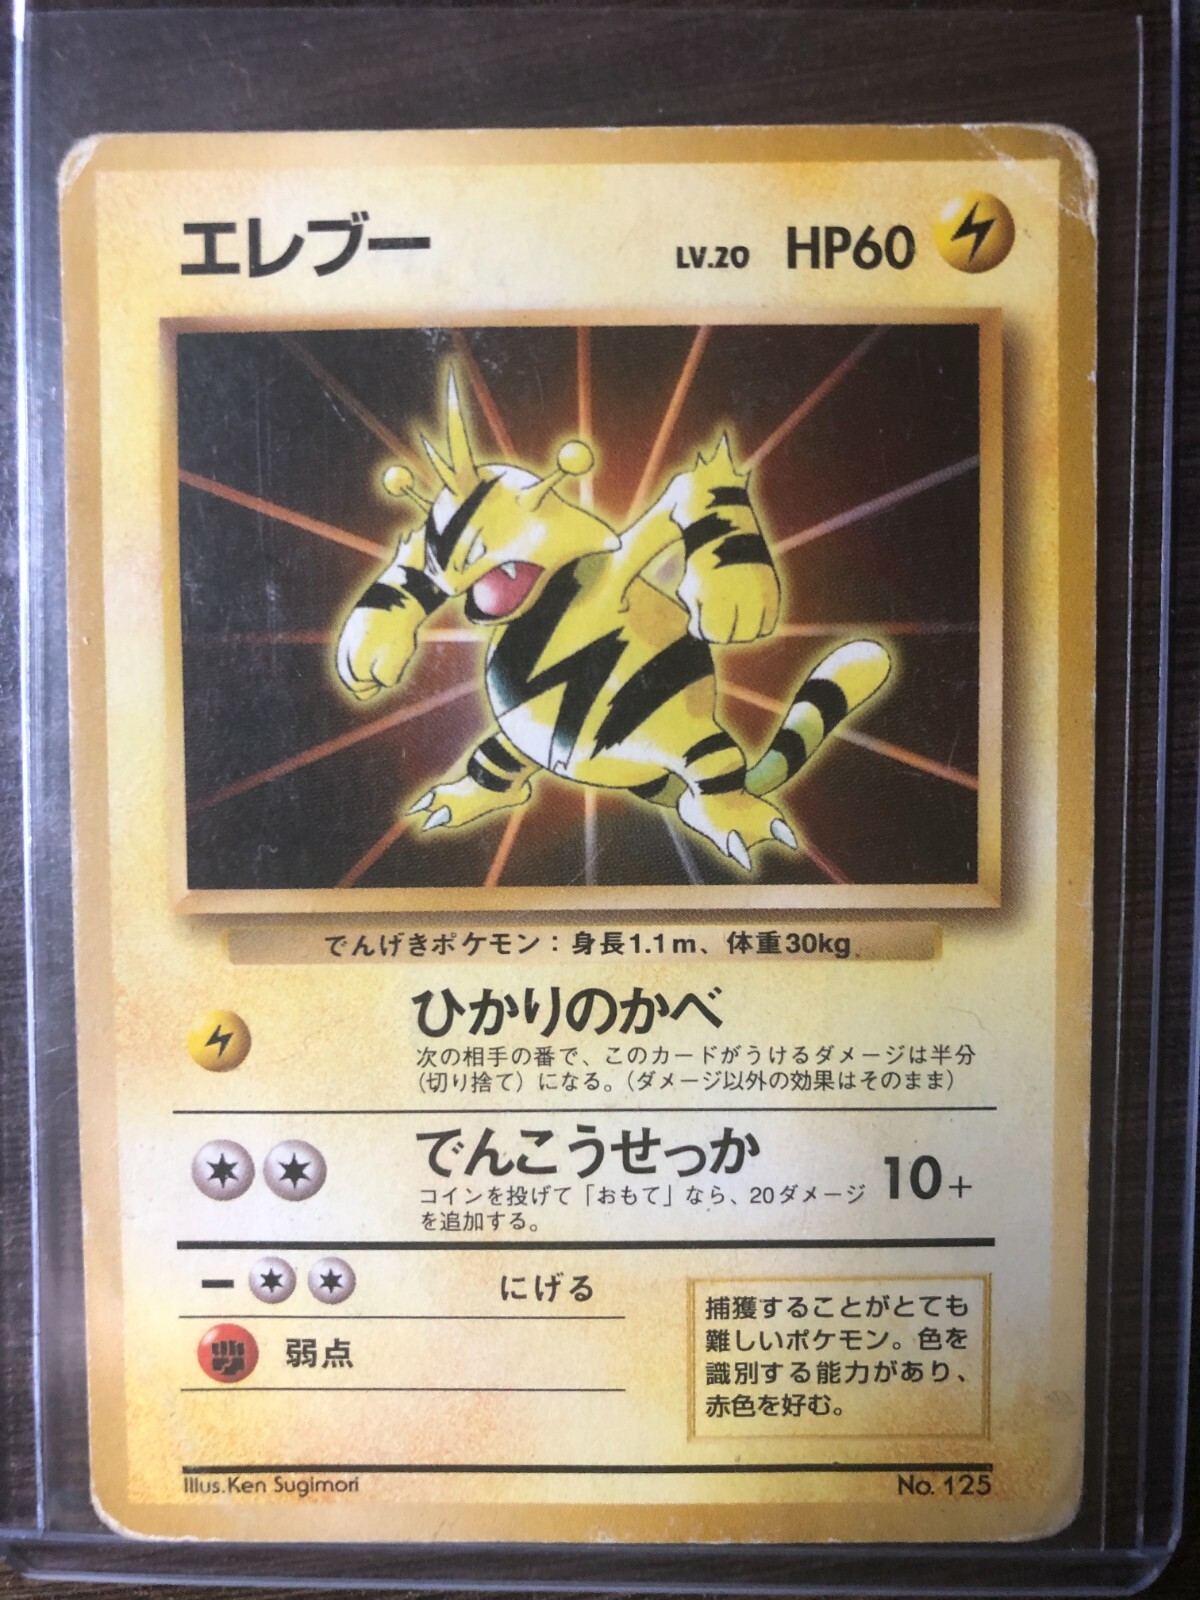 エレブー LV.20 HP60
でんげきポケモン：身長1.1m、体重30kg
ひかりのかべ
次の相手の番で、このカードがうけるダメージは半分
（切り捨て）になる。（ダメージ以外の効果はそのまま）
でんこうせっか 10+
コインを投げて「おもて」なら、20ダメージ
を追加する。
− にげる
弱点
捕獲することがとても
難しいポケモン。色を
識別する能力があり、
赤色を好む。
Illus.Ken Sugimori No. 125